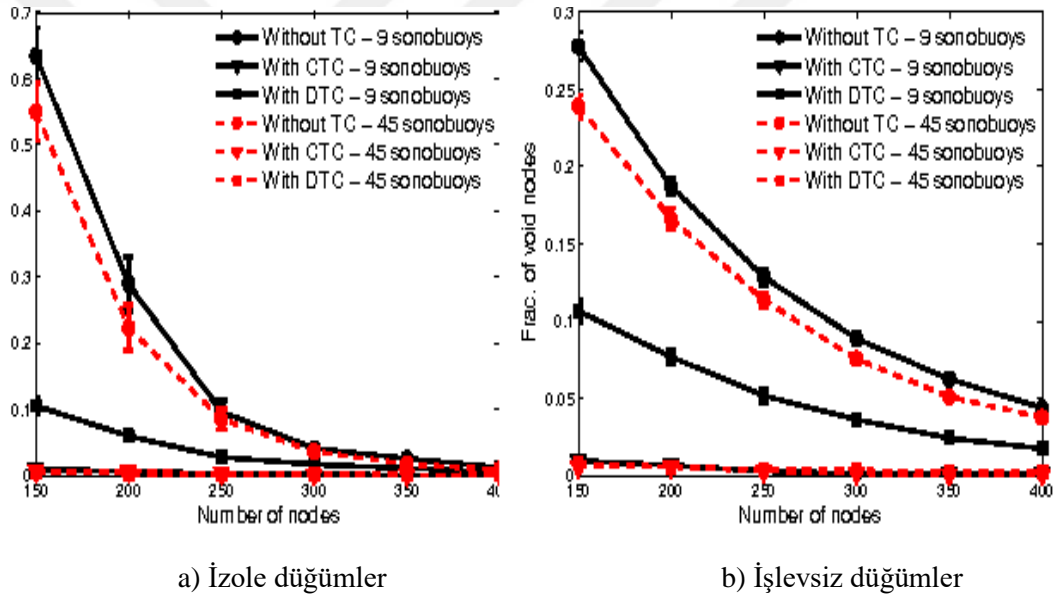 0.7
0.6
0.5
0.4
0.3
0.2
0.1
0
150
200
250
300
350
40
Number of nodes
Without TC – 9 sonobuoys
With CTC – 9 sonobuoys
With DTC – 9 sonobuoys
Without TC – 45 sonobuoys
With CTC – 45 sonobuoys
With DTC – 45 sonobuoys
a) İzole düğümler
Frac. of void nodes
0.3
0.25
0.2
0.15
0.1
0.05
0
150
200
250
300
350
400
Number of nodes
Without TC – 9 sonobuoys
With CTC – 9 sonobuoys
With DTC – 9 sonobuoys
Without TC – 45 sonobuoys
With CTC – 45 sonobuoys
With DTC – 45 sonobuoys
b) İşlevsiz düğümler